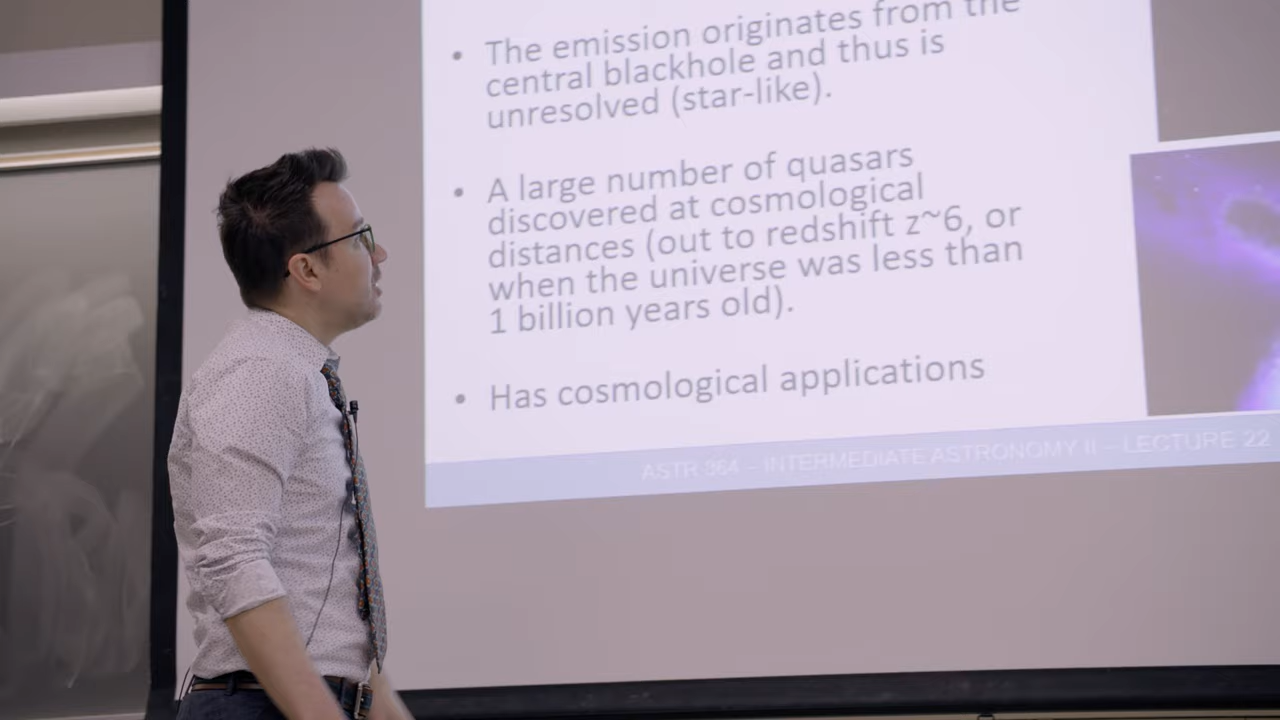 • The emission originates from the
central blackhole and thus is
unresolved (star-like).
• A large number of quasars
discovered at cosmological
distances (out to redshift z~6, or
when the universe was less than
1 billion years old).
• Has cosmological applications
ASTR 364 – INTERMEDIATE ASTRONOMY II – LECTURE 22